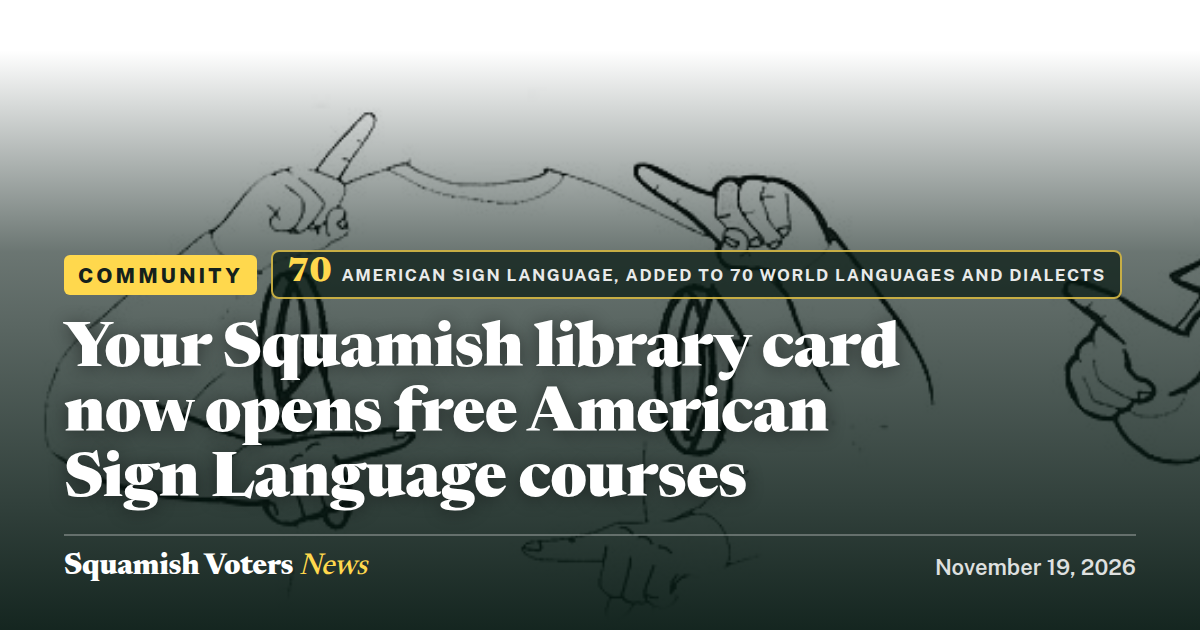 COMMUNITY
70 AMERICAN SIGN LANGUAGE, ADDED TO 70 WORLD LANGUAGES AND DIALECTS
Your Squamish library card
now opens free American
Sign Language courses
Squamish Voters News
November 19, 2026